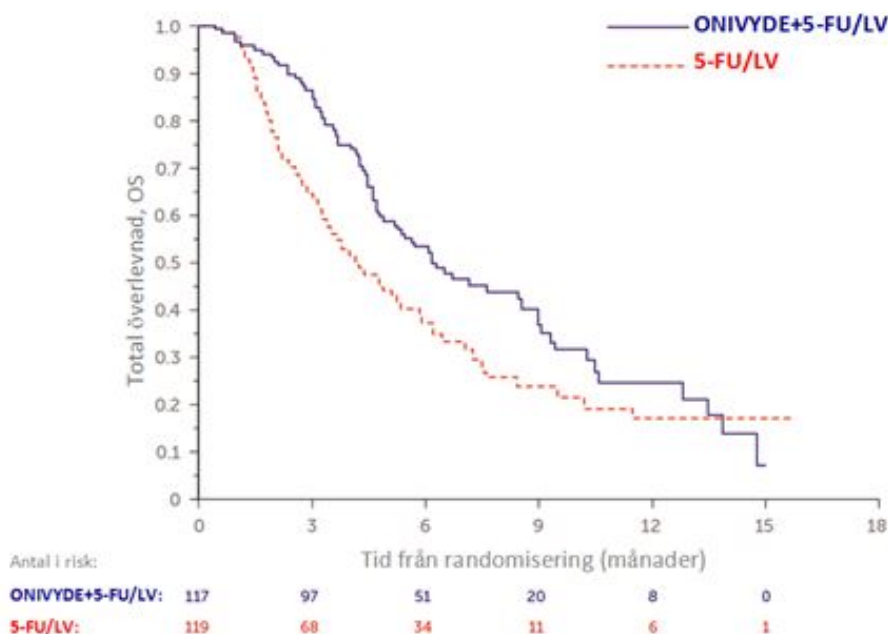 ONIVYDE+5-FU/LV
5-FU/LV
Total överlevnad, OS
1.0
0.9
0.8
0.7
0.6
0.5
0.4
0.3
0.2
0.1
0
0 3 6 9 12 15 18
Tid från randomisering (månader)
Antal i risk:
ONIVYDE+5-FU/LV: 117 97 51 20 8 0
5-FU/LV: 119 68 34 11 6 1